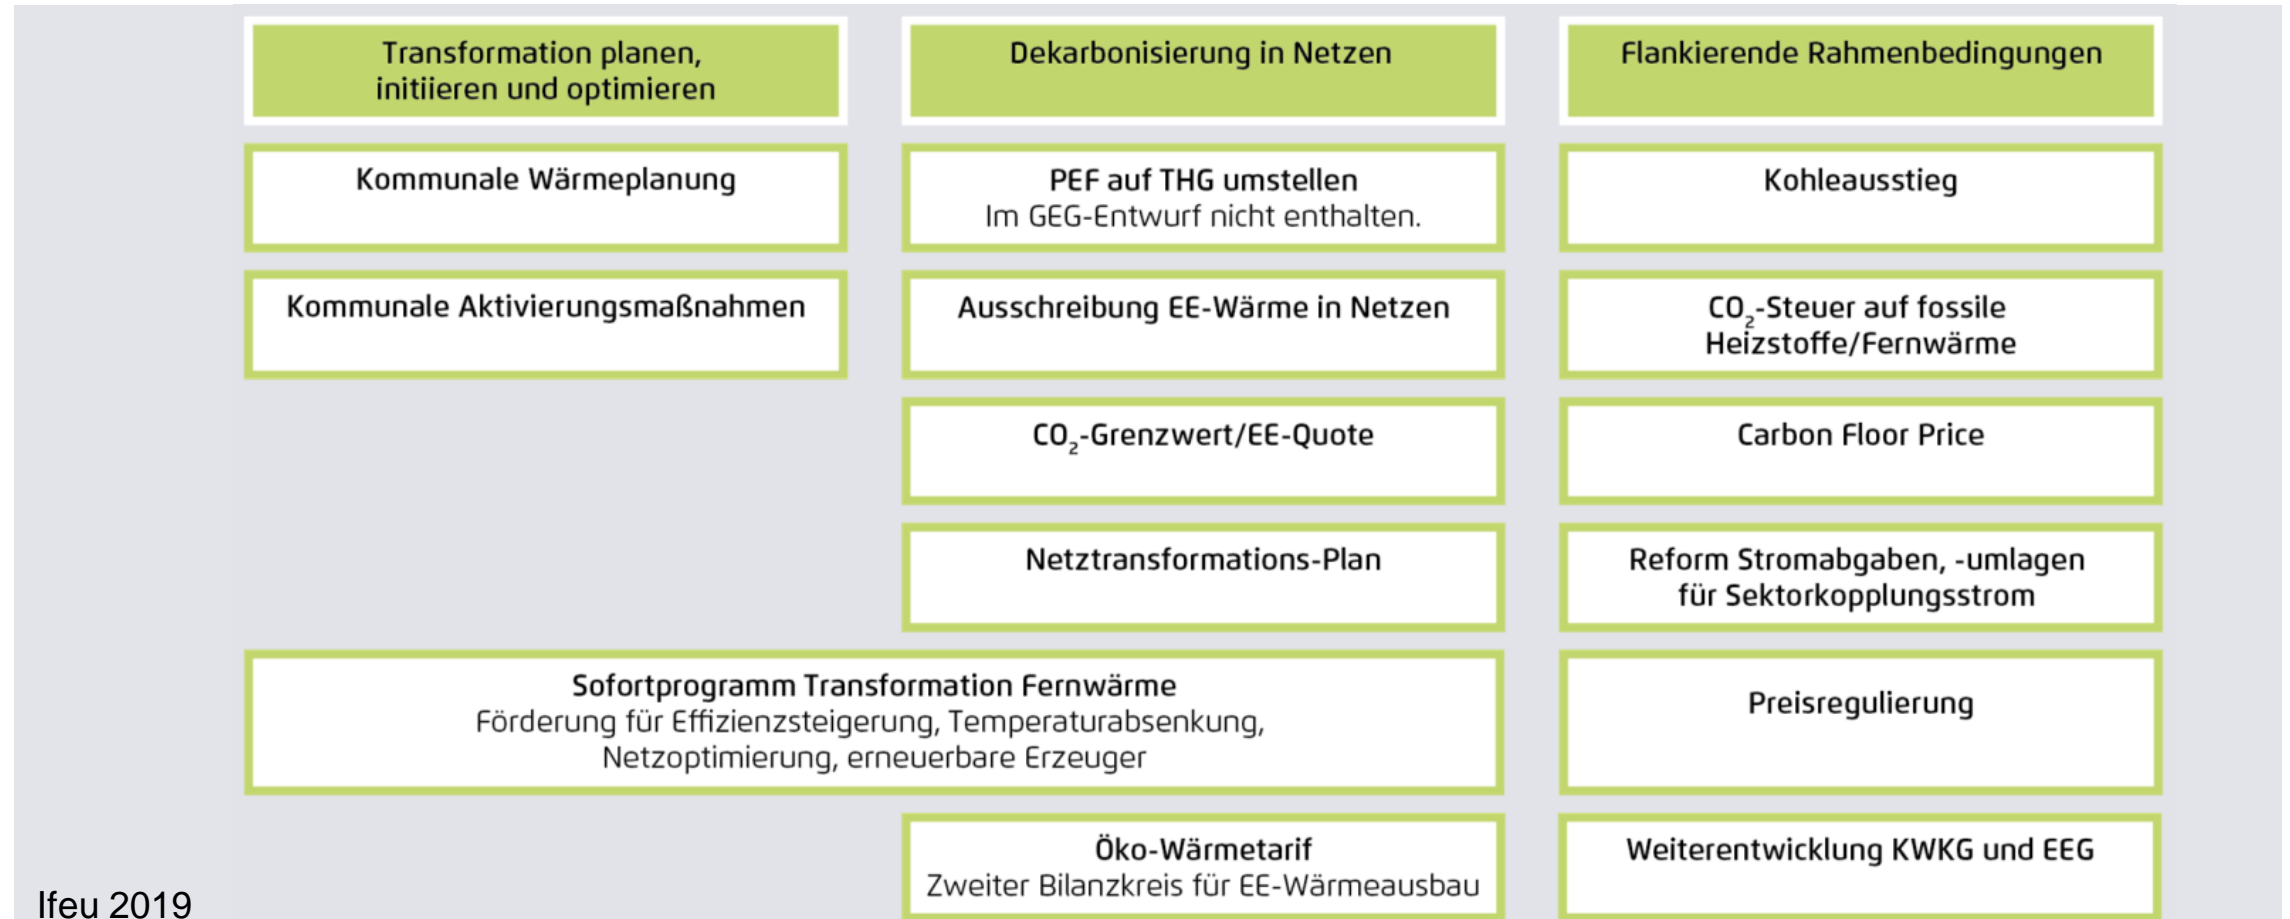 Transformation planen,
initiieren und optimieren
Dekarbonisierung in Netzen
Flankierende Rahmenbedingungen
Kommunale Wärmeplanung
PEF auf THG umstellen
Im GEG-Entwurf nicht enthalten.
Kohleausstieg
Kommunale Aktivierungsmaßnahmen
Ausschreibung EE-Wärme in Netzen
CO₂-Steuer auf fossile
Heizstoffe/Fernwärme
CO₂-Grenzwert/EE-Quote
Carbon Floor Price
Netztransformations-Plan
Reform Stromabgaben, -umlagen
für Sektorkopplungsstrom
Sofortprogramm Transformation Fernwärme
Förderung für Effizienzsteigerung, Temperaturabsenkung,
Netzoptimierung, erneuerbare Erzeuger
Preisregulierung
Öko-Wärmetarif
Zweiter Bilanzkreis für EE-Wärmeausbau
Weiterentwicklung KWKG und EEG
Ifeu 2019